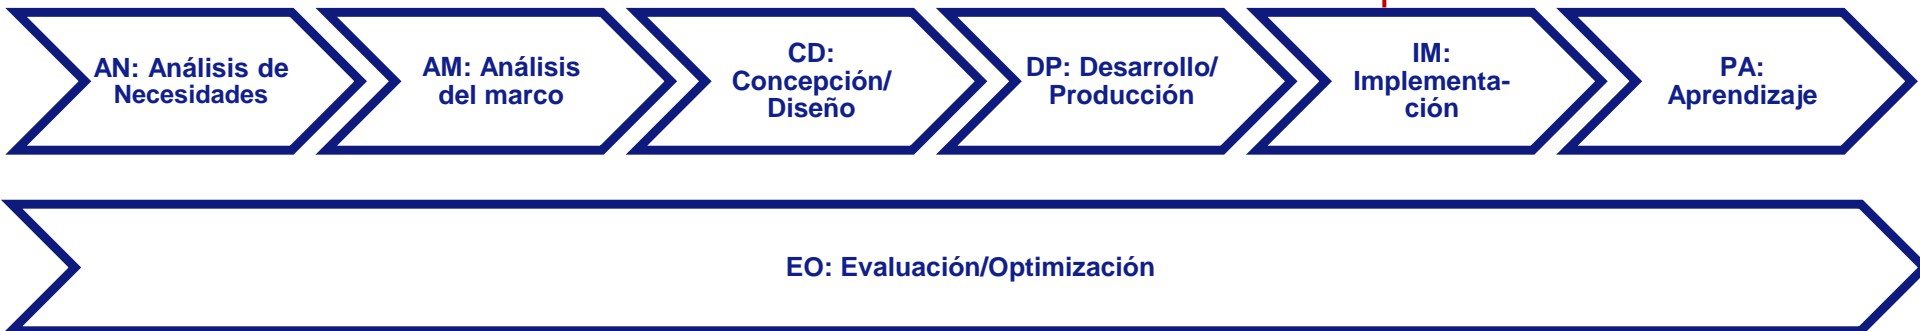 AN: Análisis de
Necesidades
AM: Análisis
del marco
CD:
Concepción/
Diseño
DP: Desarrollo/
Producción
IM:
Implementa-
ción
PA:
Aprendizaje
EO: Evaluación/Optimización